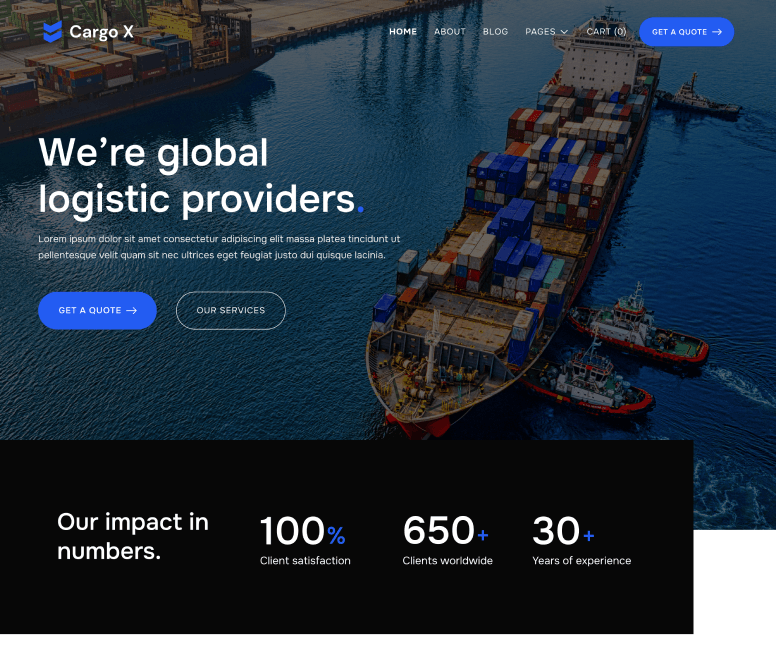 Cargo X
HOME ABOUT BLOG PAGES CART (0) GET A QUOTE →
We’re global
logistic providers.
Lorem ipsum dolor sit amet consectetur adipiscing elit massa platea tincidunt ut
pellentesque velit quam sit nec ultrices eget feugiat justo dui quisque lacinia.
GET A QUOTE → OUR SERVICES
Our impact in
numbers.
100% 650+ 30+
Client satisfaction Clients worldwide Years of experience